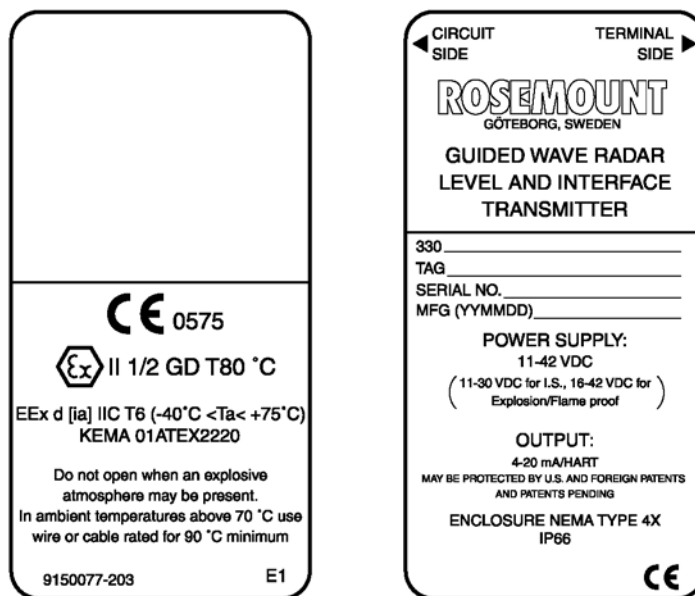 CE 0575
Ex II 1/2 GD T80 °C
EEx d [ia] IIC T6 (-40°C <Ta< +75°C)
KEMA 01ATEX2220
Do not open when an explosive
atmosphere may be present.
In ambient temperatures above 70 °C use
wire or cable rated for 90 °C minimum
9150077-203 E1
CIRCUIT SIDE
TERMINAL SIDE
ROSEMOUNT
GÖTEBORG, SWEDEN
GUIDED WAVE RADAR
LEVEL AND INTERFACE
TRANSMITTER
330
TAG
SERIAL NO.
MFG (YYMMDD)
POWER SUPPLY:
11-42 VDC
(11-30 VDC for I.S., 16-42 VDC for
Explosion/Flame proof)
OUTPUT:
4-20 mA/HART
MAY BE PROTECTED BY U.S. AND FOREIGN PATENTS
AND PATENTS PENDING
ENCLOSURE NEMA TYPE 4X
IP66
CE